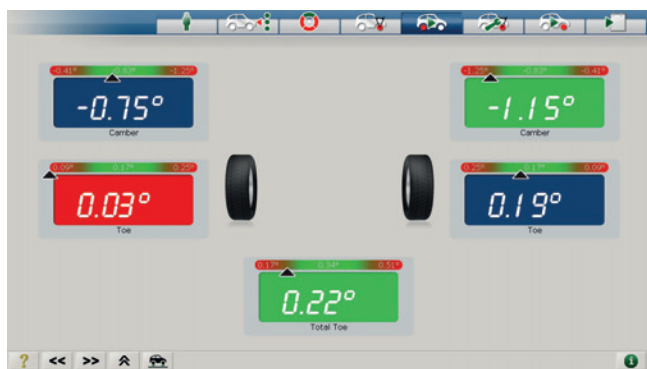 -0.41° -0.83° -1.25°
-0.75°
Camber
-1.25° -0.83° -0.41°
-1.15°
Camber
0.09° 0.17° 0.25°
0.03°
Toe
0.25° 0.17° 0.09°
0.19°
Toe
0.17° 0.34° 0.51°
0.22°
Total Toe
? << >>
i